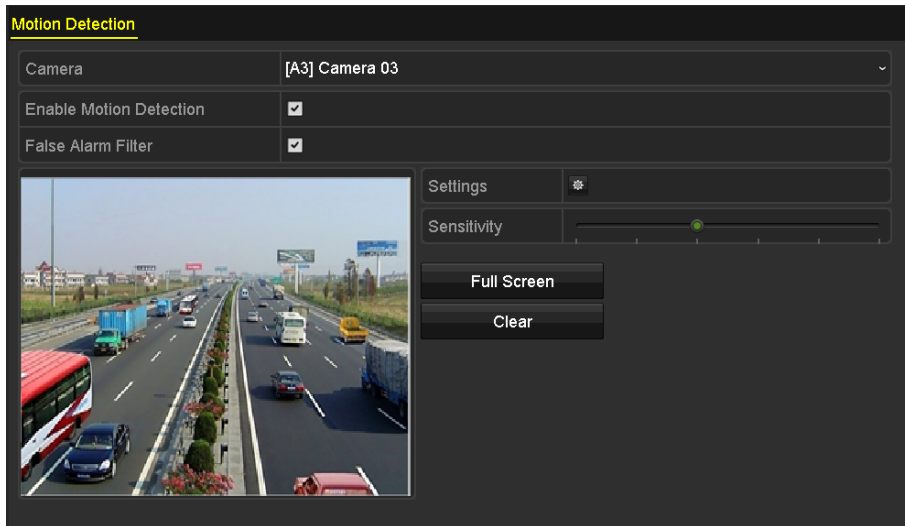 Motion Detection
Camera [A3] Camera 03
Enable Motion Detection
False Alarm Filter
Settings
Sensitivity
Full Screen
Clear